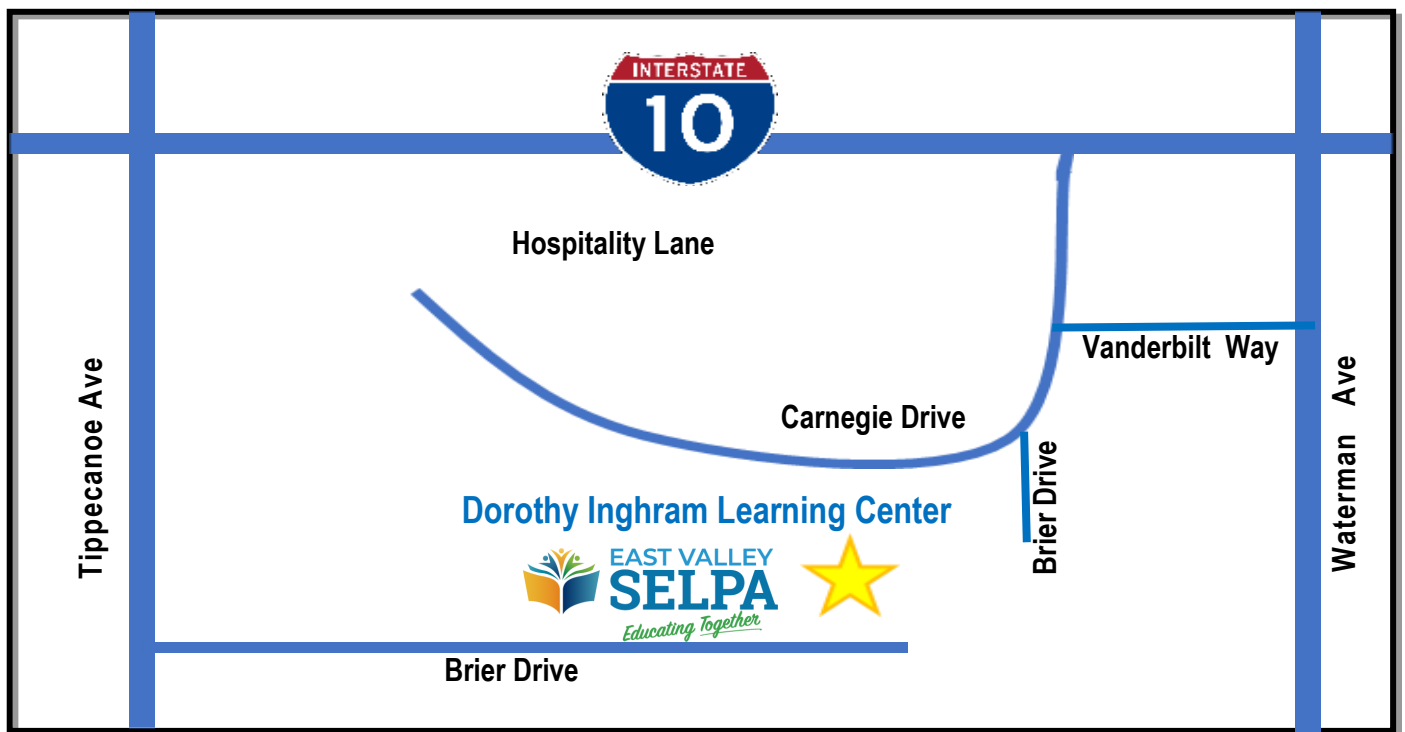 INTERSTATE
10
Hospitality Lane
Vanderbilt Way
Tippecanoe Ave
Waterman Ave
Carnegie Drive
Brier Drive
Dorothy Inghram Learning Center
EAST VALLEY
SELPA
Educating Together
Brier Drive